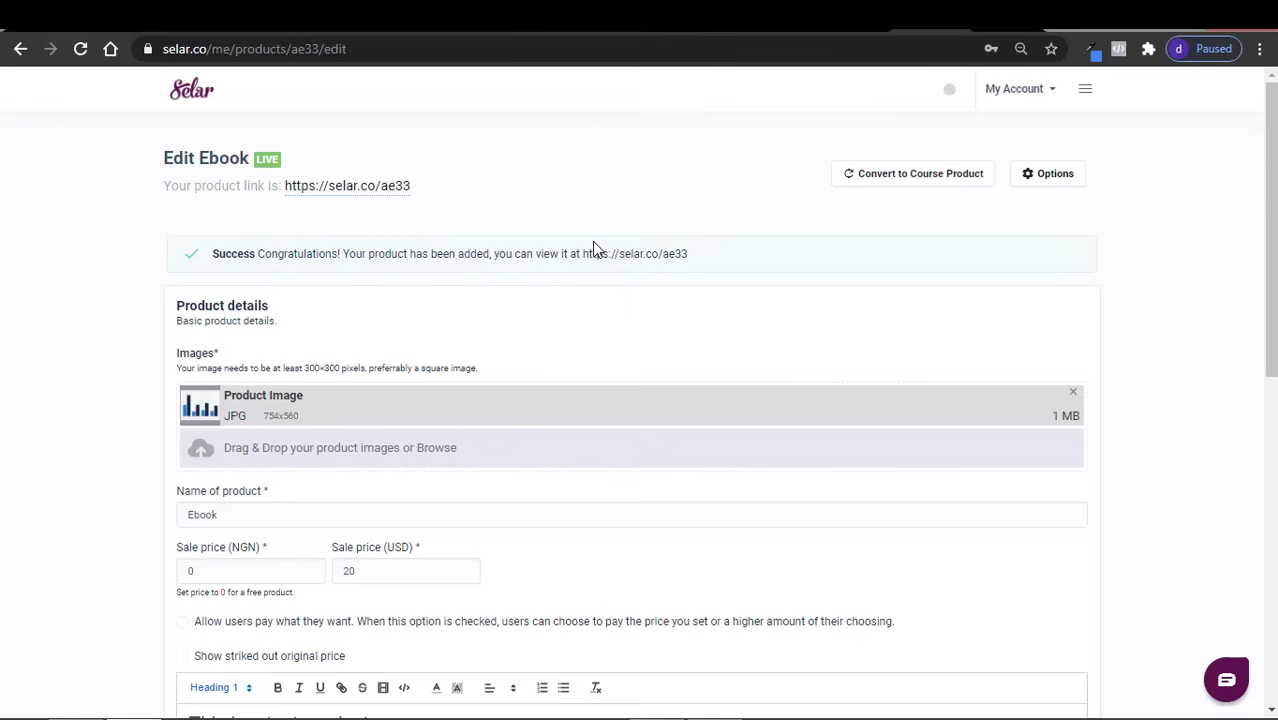 selar.co/me/products/ae33/edit
d Paused
Selar
My Account
Edit Ebook LIVE
Your product link is: https://selar.co/ae33
Convert to Course Product
Options
Success Congratulations! Your product has been added, you can view it at https://selar.co/ae33
Product details
Basic product details.
Images*
Your image needs to be at least 300×300 pixels, preferrably a square image.
Product Image
JPG 754x560
1 MB
Drag & Drop your product images or Browse
Name of product *
Ebook
Sale price (NGN) * Sale price (USD) *
0 20
Set price to 0 for a free product.
Allow users pay what they want. When this option is checked, users can choose to pay the price you set or a higher amount of their choosing.
Show striked out original price
Heading 1 B I U S A A